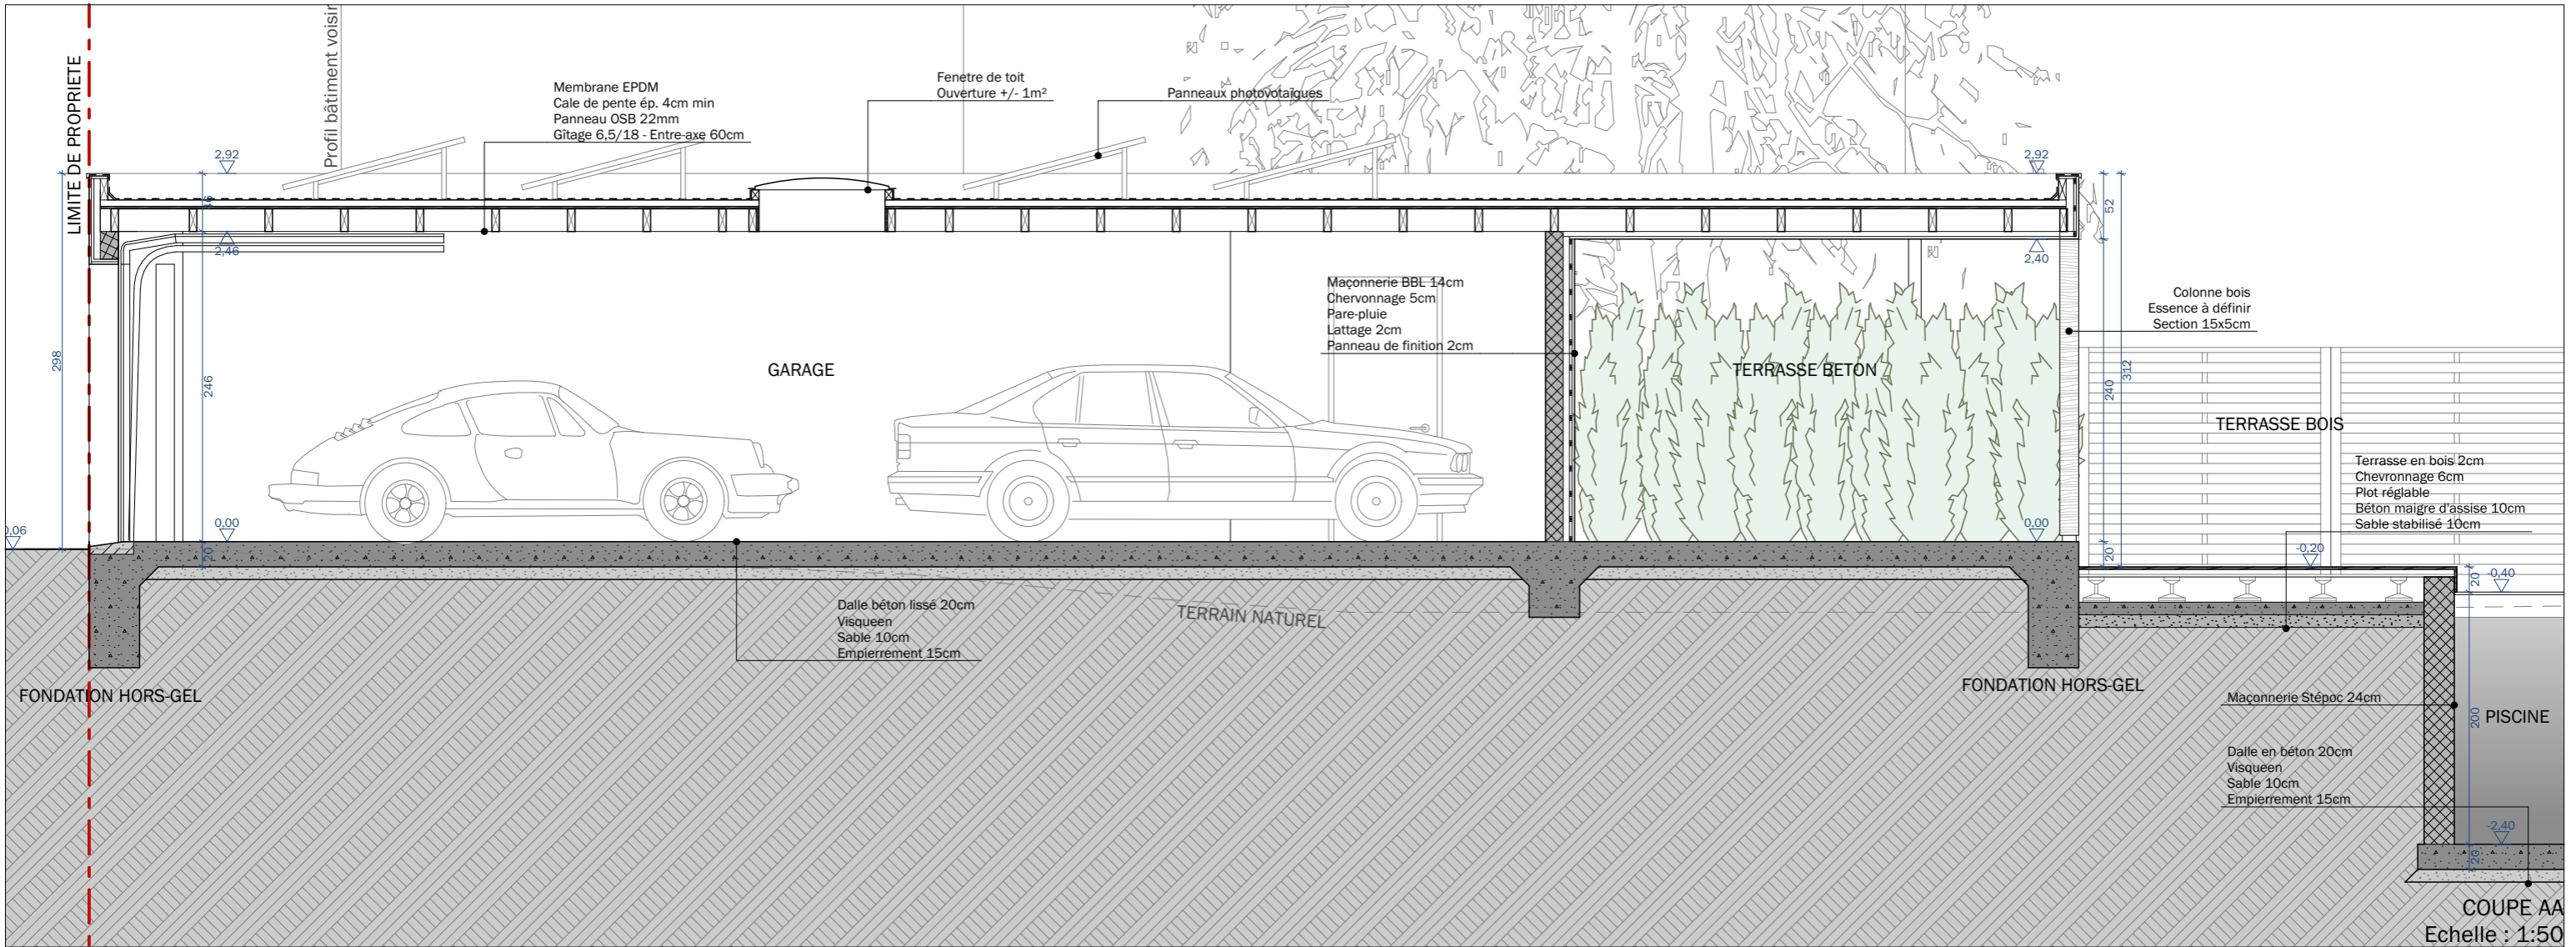 LIMITE DE PROPRIETE
Profil bâtiment voisin
Membrane EPDM
Cale de pente ép. 4cm min
Panneau OSB 22mm
Gîtage 6,5/18 - Entre-axe 60cm
Fenetre de toit
Ouverture +/- 1m²
Panneaux photovotaïques
2,92
2,92
46
52
2,46
2,40
298
246
240
312
Maçonnerie BBL 14cm
Chervonnage 5cm
Pare-pluie
Lattage 2cm
Panneau de finition 2cm
Colonne bois
Essence à définir
Section 15x5cm
GARAGE
TERRASSE BETON
TERRASSE BOIS
Terrasse en bois 2cm
Chevronnage 6cm
Plot réglable
Béton maigre d'assise 10cm
Sable stabilisé 10cm
0,06
0,00
0,00
20
20
-0,20
20
-0,40
Dalle béton lissé 20cm
Visqueen
Sable 10cm
Empierrement 15cm
TERRAIN NATUREL
FONDATION HORS-GEL
FONDATION HORS-GEL
Maçonnerie Stépoc 24cm
200
PISCINE
Dalle en béton 20cm
Visqueen
Sable 10cm
Empierrement 15cm
-2,40
20
COUPE AA
Echelle : 1:50